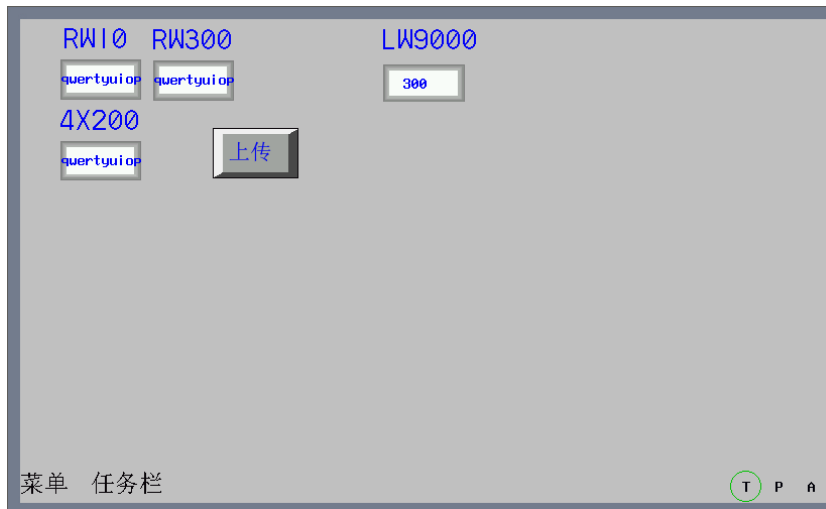 RW10 RW300 LW9000
qwertyuiop qwertyuiop 300
4X200
qwertyuiop 上传
菜单 任务栏 T P A